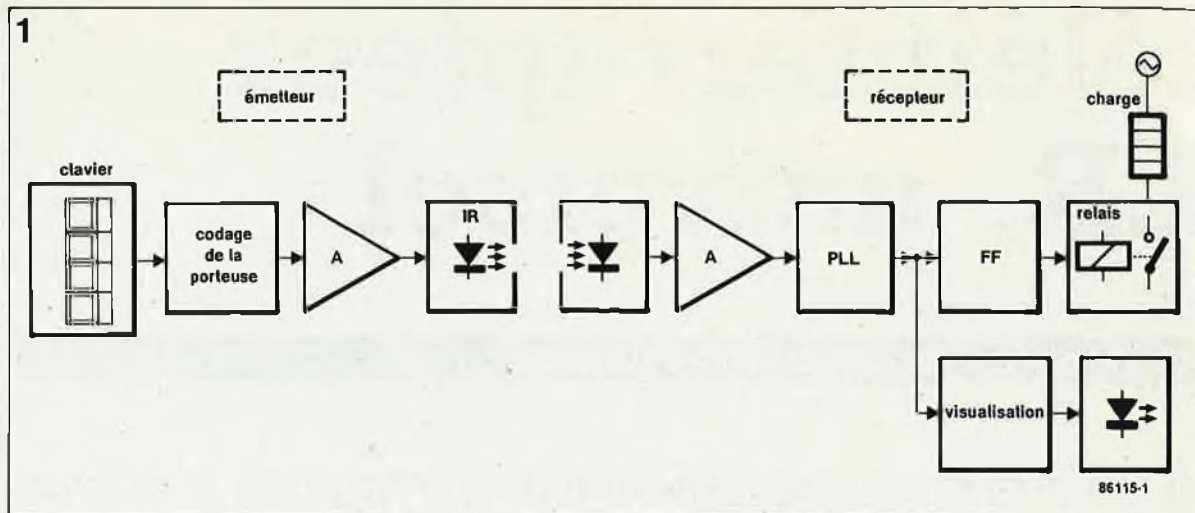 1
émetteur
récepteur
charge
clavier
codage
de la
porteuse
A
IR
A
PLL
FF
relais
visualisation
86115-1